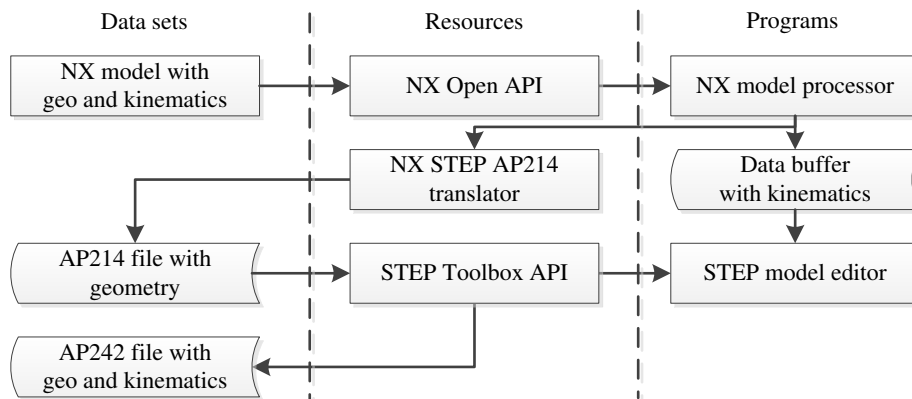 Data sets
Resources
Programs
NX model with
geo and kinematics
NX Open API
NX model processor
NX STEP AP214
translator
Data buffer
with kinematics
AP214 file with
geometry
STEP Toolbox API
STEP model editor
AP242 file with
geo and kinematics